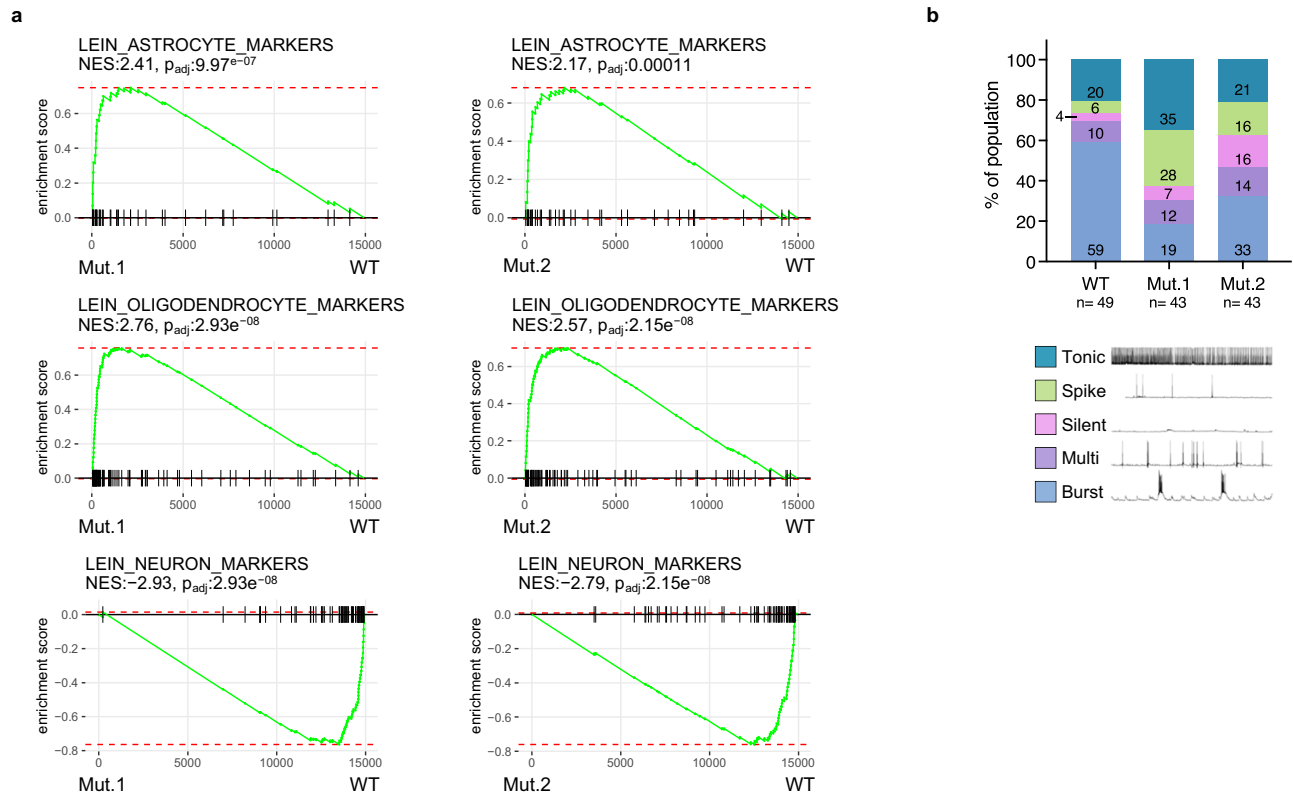 a
LEIN_ASTROCYTE_MARKERS
NES:2.41, padj:9.97e−07
enrichment score
0.6
0.4
0.2
0.0
0
5000
10000
15000
Mut.1
WT
LEIN_ASTROCYTE_MARKERS
NES:2.17, padj:0.00011
enrichment score
0.6
0.4
0.2
0.0
0
5000
10000
15000
Mut.2
WT
LEIN_OLIGODENDROCYTE_MARKERS
NES:2.76, padj:2.93e−08
enrichment score
0.6
0.4
0.2
0.0
0
5000
10000
15000
Mut.1
WT
LEIN_OLIGODENDROCYTE_MARKERS
NES:2.57, padj:2.15e−08
enrichment score
0.6
0.4
0.2
0.0
0
5000
10000
15000
Mut.2
WT
LEIN_NEURON_MARKERS
NES:−2.93, padj:2.93e−08
enrichment score
0.0
−0.2
−0.4
−0.6
−0.8
0
5000
10000
15000
Mut.1
WT
LEIN_NEURON_MARKERS
NES:−2.79, padj:2.15e−08
enrichment score
0.0
−0.2
−0.4
−0.6
−0.8
0
5000
10000
15000
Mut.2
WT
b
% of population
100
80
60
40
20
0
20
6
4
10
59
35
28
7
12
19
21
16
16
14
33
WT
n= 49
Mut.1
n= 43
Mut.2
n= 43
Tonic
Spike
Silent
Multi
Burst